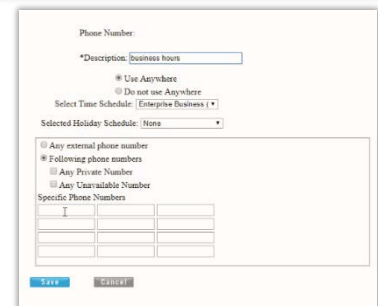 Phone Number:
*Description: business hours
Use Anywhere
Do not use Anywhere
Select Time Schedule: Enterprise Business (
Selected Holiday Schedule: None
Any external phone number
Following phone numbers
Any Private Number
Any Unavailable Number
Specific Phone Numbers
Save Cancel